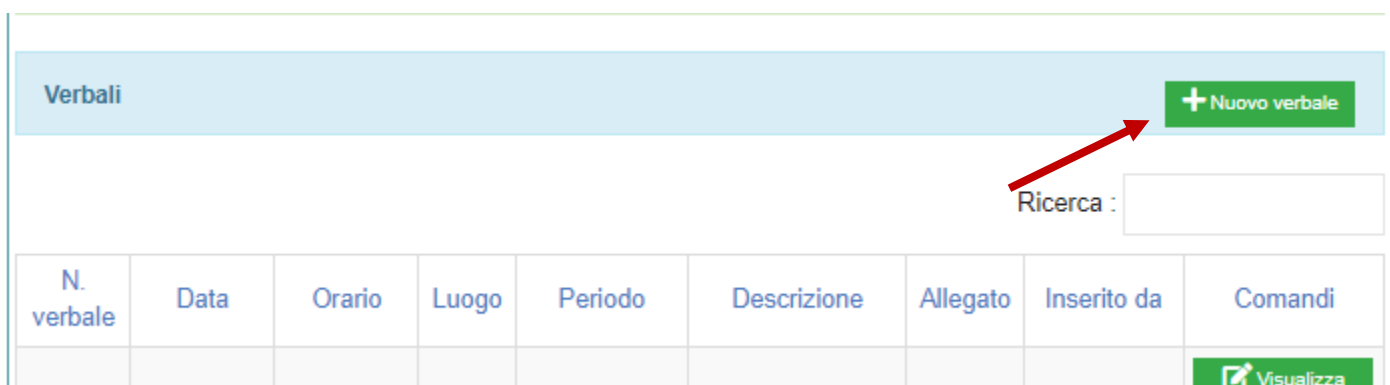 Verbali
Nuovo verbale
Ricerca :
N. verbale Data Orario Luogo Periodo Descrizione Allegato Inserito da Comandi
Visualizza